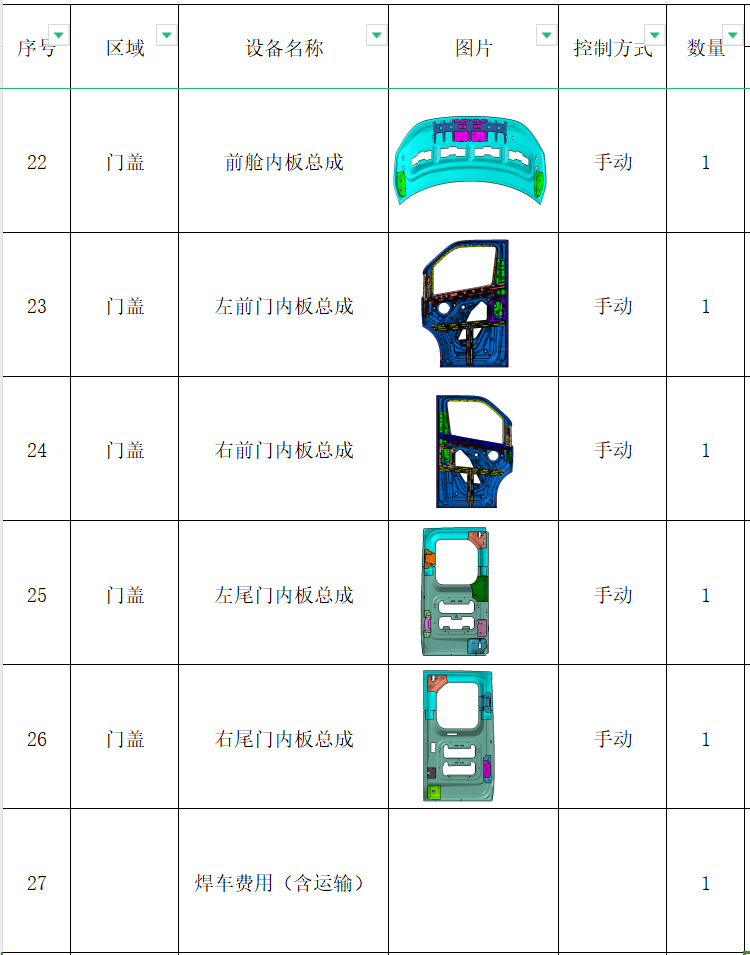 序号 区域 设备名称 图片 控制方式 数量
22 门盖 前舱内板总成 手动 1
23 门盖 左前门内板总成 手动 1
24 门盖 右前门内板总成 手动 1
25 门盖 左尾门内板总成 手动 1
26 门盖 右尾门内板总成 手动 1
27 焊车费用（含运输） 1